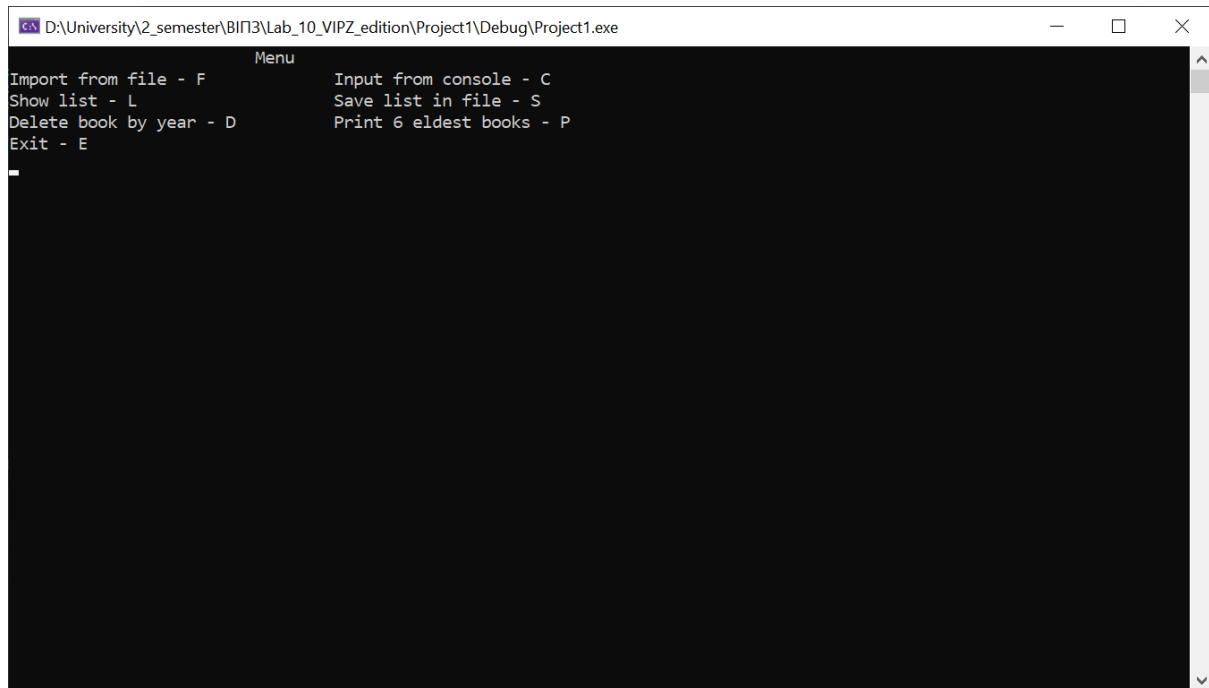 D:\University\2_semester\ВІПЗ\Lab_10_VIPZ_edition\Project1\Debug\Project1.exe
Menu
Import from file - F Input from console - C
Show list - L Save list in file - S
Delete book by year - D Print 6 eldest books - P
Exit - E